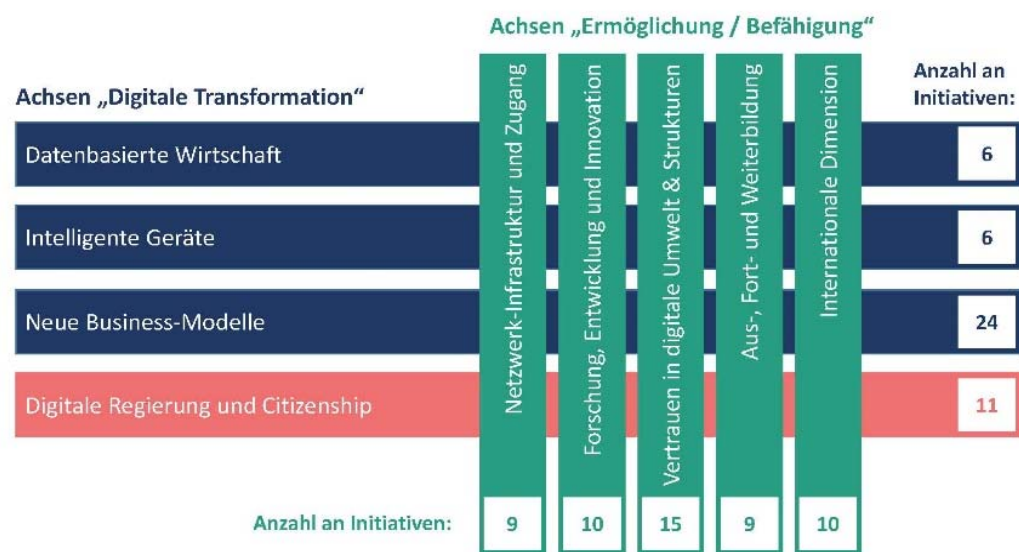 Achsen „Ermöglichung / Befähigung“
Achsen „Digitale Transformation“
Anzahl an
Initiativen:
Datenbasierte Wirtschaft
6
Intelligente Geräte
6
Neue Business-Modelle
24
Digitale Regierung und Citizenship
11
Netzwerk-Infrastruktur und Zugang
Forschung, Entwicklung und Innovation
Vertrauen in digitale Umwelt & Strukturen
Aus-, Fort- und Weiterbildung
Internationale Dimension
Anzahl an Initiativen:
9
10
15
9
10